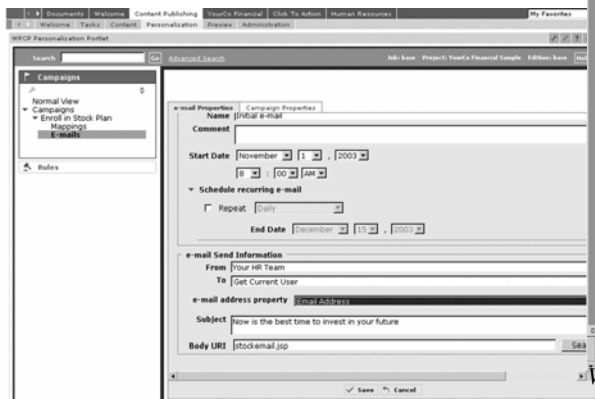 Documents Welcome Content Publishing YourCo Financial Click To Action Human Resources My Favorites
Welcome Tasks Content Personalization Preview Administration
WPCP Personalization Portlet
Search Go Advanced Search Job: base Project: YourCo Financial Sample Edition: base
Campaigns
Normal View
Campaigns
Enroll in Stock Plan
Mappings
E-mails
Rules
e-mail Properties Campaign Properties
Name Initial e-mail
Comment
Start Date November 1 , 2003
8 : 00 AM
Schedule recurring e-mail
Repeat Daily
End Date December 15 , 2003
e-mail Send Information
From Your HR Team
To Get Current User
e-mail address property Email Address
Subject Now is the best time to invest in your future
Body URI stockemail.jsp Sea
Save Cancel